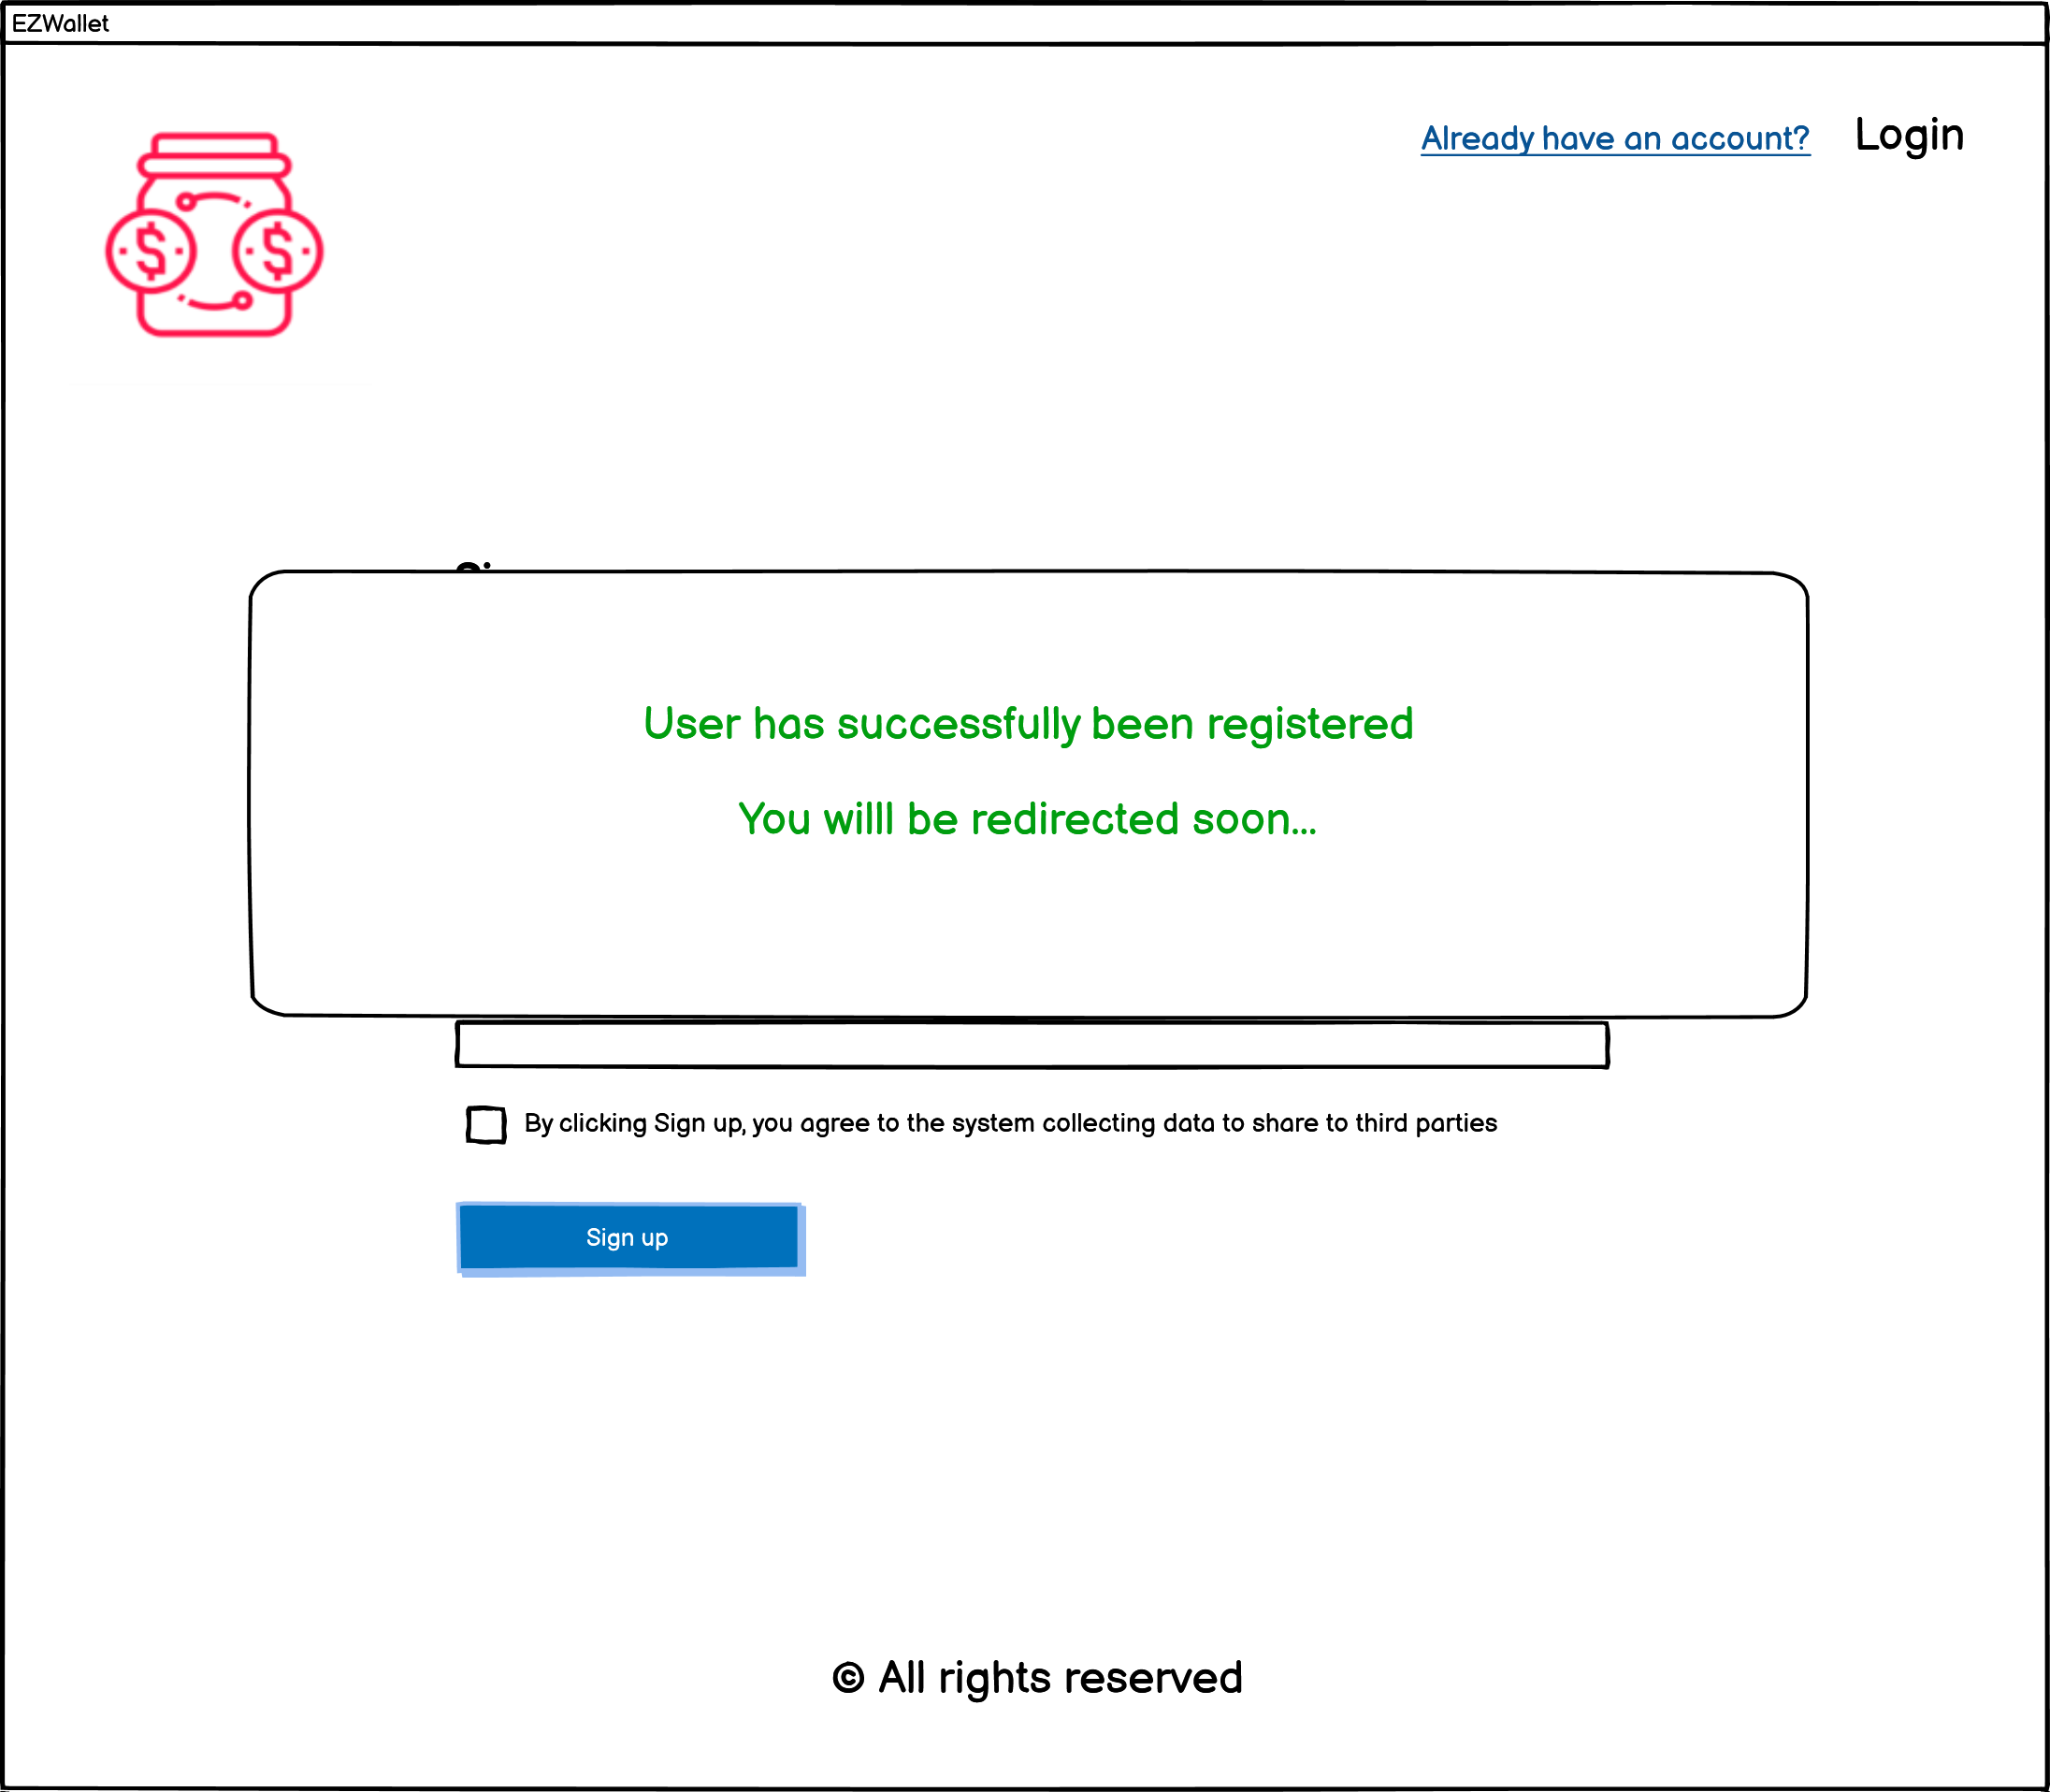 EZWallet
Already have an account? Login
$ $
User has successfully been registered
You willl be redirected soon...
By clicking Sign up, you agree to the system collecting data to share to third parties
Sign up
© All rights reserved